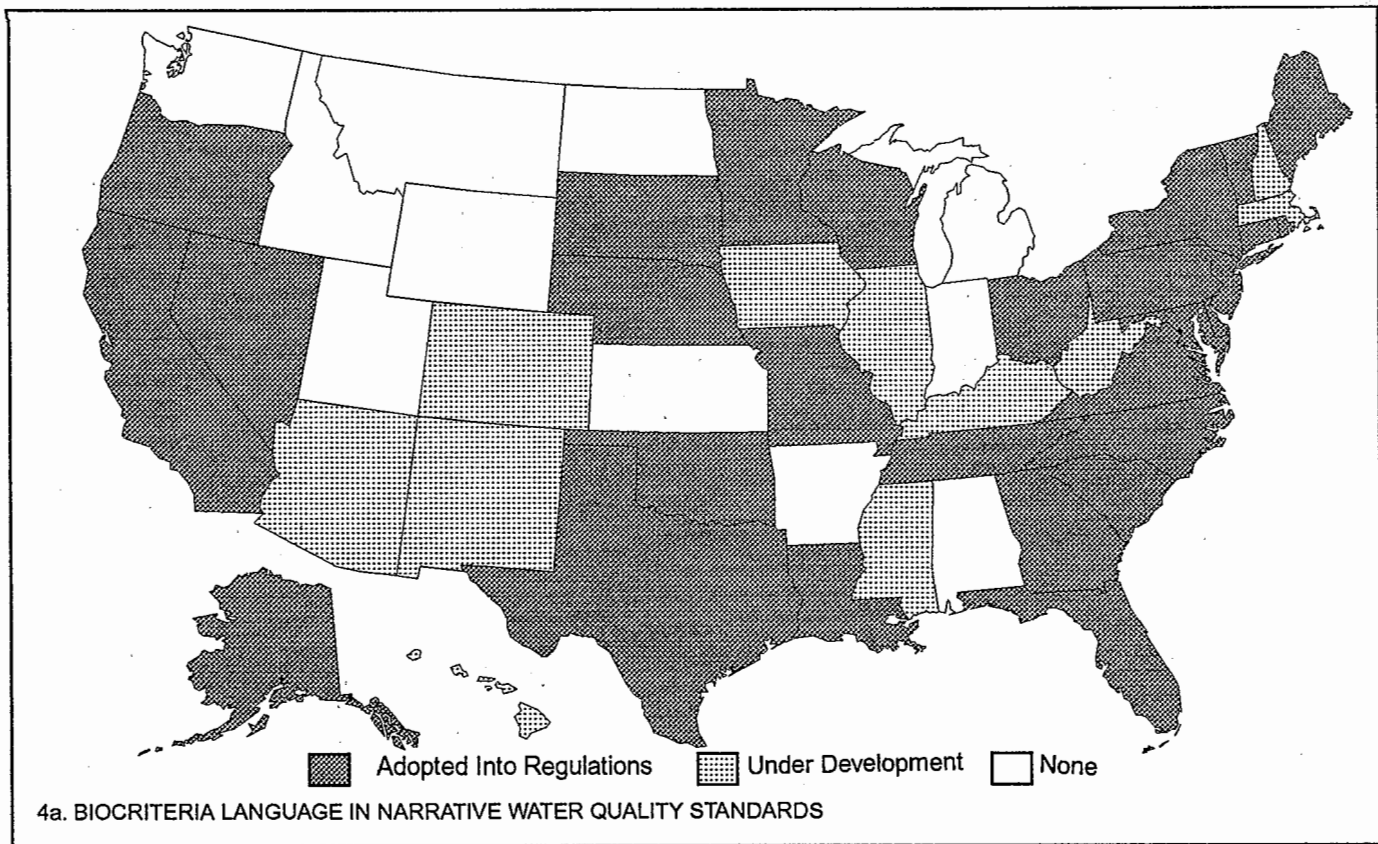 Adopted Into Regulations Under Development None
4a. BIOCRITERIA LANGUAGE IN NARRATIVE WATER QUALITY STANDARDS